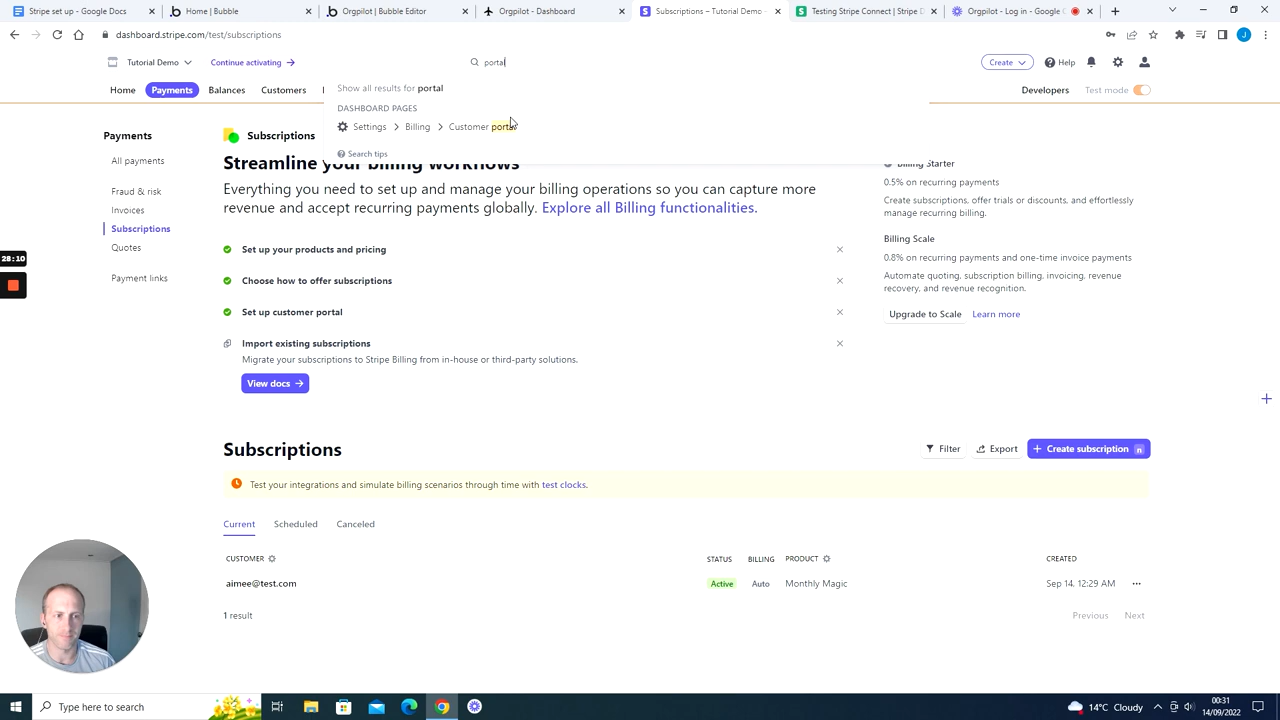 Stripe set up - Google Docs
Home | Bubble
Orgpilot | Bubble Editor
Orgpilot - Dashboard
Subscriptions – Tutorial Demo
Testing Stripe Connect | Stripe D
Orgpilot - Log in - Google
dashboard.stripe.com/test/subscriptions
J
Tutorial Demo
Continue activating
portal
Create
Help
Home
Payments
Balances
Customers
Developers
Test mode
Show all results for portal
DASHBOARD PAGES
Settings > Billing > Customer portal
Search tips
Payments
All payments
Fraud & risk
Invoices
Subscriptions
Quotes
Payment links
Subscriptions
Streamline your billing workflows
Everything you need to set up and manage your billing operations so you can capture more
revenue and accept recurring payments globally. Explore all Billing functionalities.
Set up your products and pricing
Choose how to offer subscriptions
Set up customer portal
Import existing subscriptions
Migrate your subscriptions to Stripe Billing from in-house or third-party solutions.
View docs
Billing Starter
0.5% on recurring payments
Create subscriptions, offer trials or discounts, and effortlessly
manage recurring billing.
Billing Scale
0.8% on recurring payments and one-time invoice payments
Automate quoting, subscription billing, invoicing, revenue
recovery, and revenue recognition.
Upgrade to Scale
Learn more
28:10
Subscriptions
Filter
Export
Create subscription n
Test your integrations and simulate billing scenarios through time with test clocks.
Current
Scheduled
Canceled
CUSTOMER
STATUS
BILLING
PRODUCT
CREATED
aimee@test.com
Active
Auto
Monthly Magic
Sep 14, 12:29 AM
1 result
Previous
Next
Type here to search
14°C Cloudy
00:31
14/09/2022